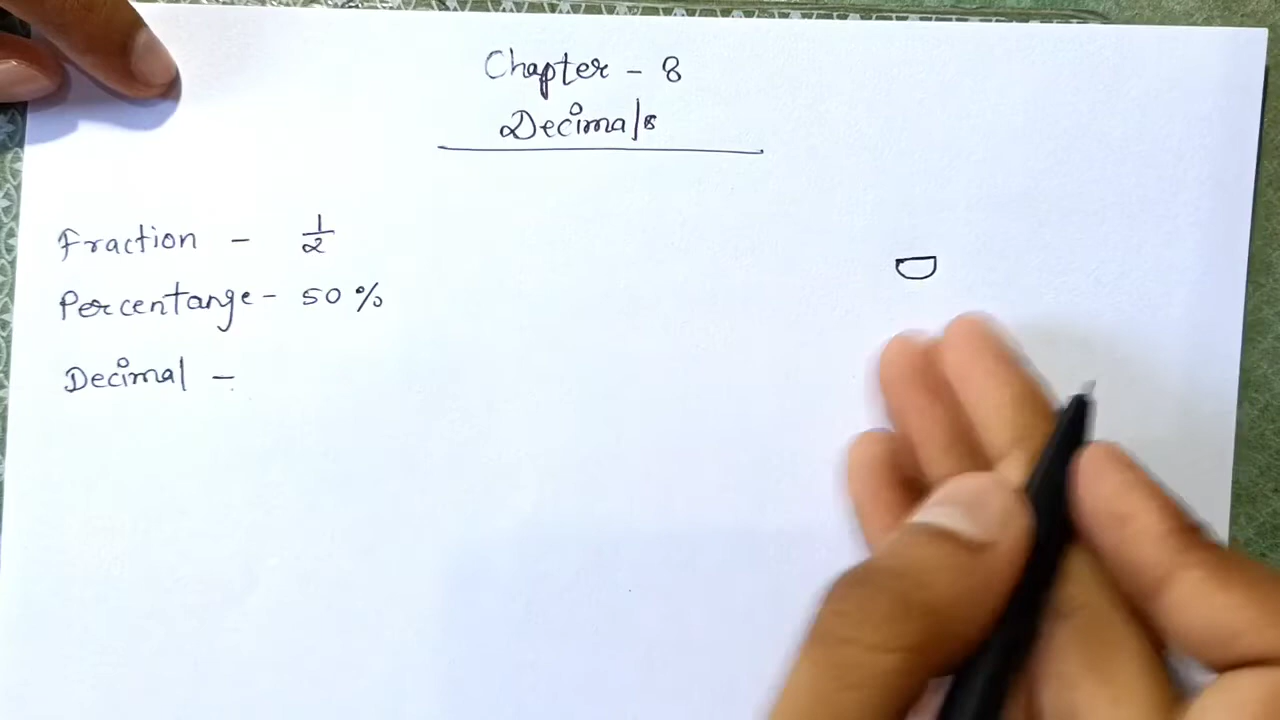 Chapter - 8
Decimals
Fraction - 1/2
Percentange - 50 %
Decimal -